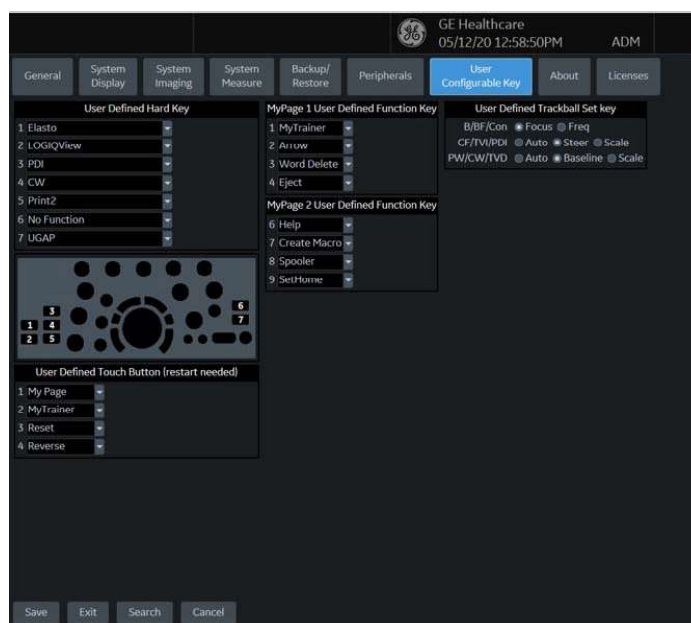 GE Healthcare
05/12/20 12:58:50PM ADM
General
System Display
System Imaging
System Measure
Backup/ Restore
Peripherals
User Configurable Key
About
Licenses
User Defined Hard Key
1 Elasto
2 LOGIQView
3 PDI
4 CW
5 Print2
6 No Function
7 UGAP
3
1 4
2 5
6
7
User Defined Touch Button (restart needed)
1 My Page
2 MyTrainer
3 Reset
4 Reverse
MyPage 1 User Defined Function Key
1 MyTrainer
2 Arrow
3 Word Delete
4 Eject
MyPage 2 User Defined Function Key
6 Help
7 Create Macro
8 Spooler
9 SetHome
User Defined Trackball Set key
B/BF/Con Focus Freq
CF/TVI/PDI Auto Steer Scale
PW/CW/TVD Auto Baseline Scale
Save Exit Search Cancel